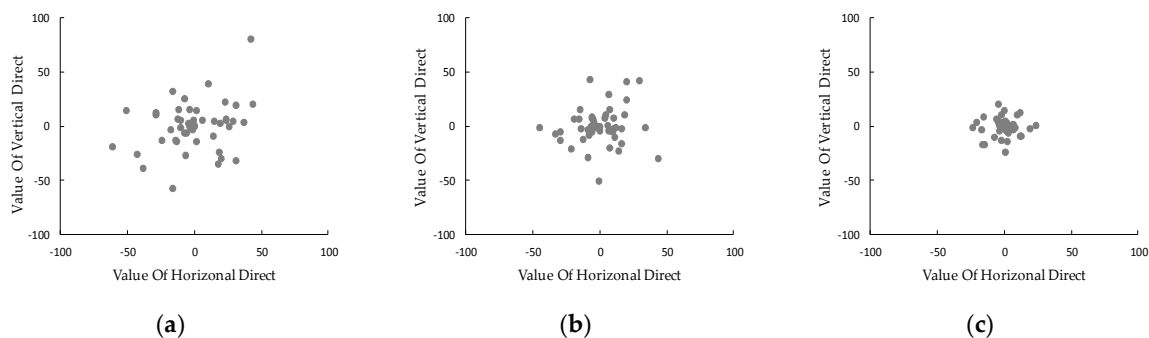 100
50
0
-50
-100
-100 -50 0 50 100
Value Of Vertical Direct
Value Of Horizonal Direct
(a)
100
50
0
-50
-100
-100 -50 0 50 100
Value Of Vertical Direct
Value Of Horizonal Direct
(b)
100
50
0
-50
-100
-100 -50 0 50 100
Value Of Vertical Direct
Value Of Horizonal Direct
(c)